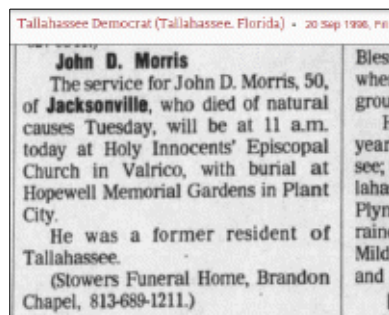 Tallahassee Democrat (Tallahassee, Florida) • 20 Sep 1996, Fri
John D. Morris
The service for John D. Morris, 50,
of Jacksonville, who died of natural
causes Tuesday, will be at 11 a.m.
today at Holy Innocents' Episcopal
Church in Valrico, with burial at
Hopewell Memorial Gardens in Plant
City.
He was a former resident of
Tallahassee.
(Stowers Funeral Home, Brandon
Chapel, 813-689-1211.)
Bles
whe
grou
H
year
see;
laha
Plyn
raine
Mild
and